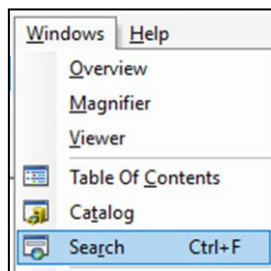 Windows Help
Overview
Magnifier
Viewer
Table Of Contents
Catalog
Search Ctrl+F